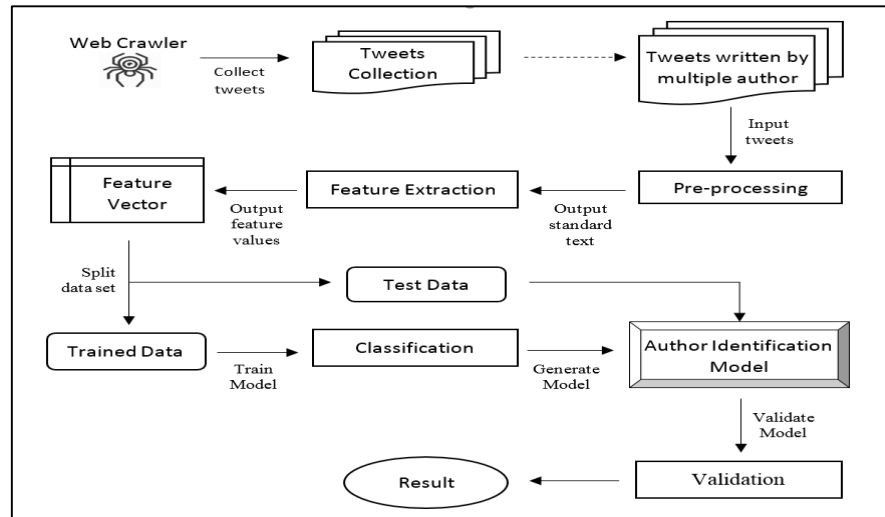 Web Crawler
Collect
tweets
Tweets
Collection
Tweets written by
multiple author
Input
tweets
Pre-processing
Output
standard
text
Feature Extraction
Output
feature
values
Feature
Vector
Split
data set
Test Data
Trained Data
Train
Model
Classification
Generate
Model
Author Identification
Model
Validate
Model
Validation
Result